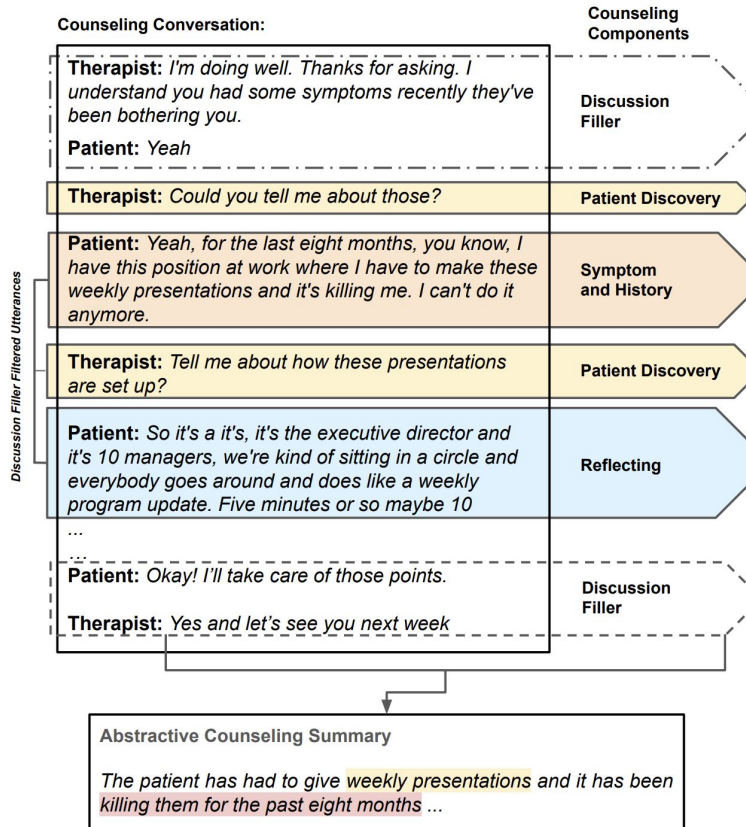 Counseling Conversation:
Counseling
Components
Therapist: I'm doing well. Thanks for asking. I
understand you had some symptoms recently they've
been bothering you.
Patient: Yeah
Discussion
Filler
Therapist: Could you tell me about those?
Patient Discovery
Patient: Yeah, for the last eight months, you know, I
have this position at work where I have to make these
weekly presentations and it's killing me. I can't do it
anymore.
Symptom
and History
Discussion Filler Filtered Utterances
Therapist: Tell me about how these presentations
are set up?
Patient Discovery
Patient: So it's a it's, it's the executive director and
it's 10 managers, we're kind of sitting in a circle and
everybody goes around and does like a weekly
program update. Five minutes or so maybe 10
Reflecting
...
...
Patient: Okay! I'll take care of those points.
Therapist: Yes and let's see you next week
Discussion
Filler
Abstractive Counseling Summary
The patient has had to give weekly presentations and it has been
killing them for the past eight months ...